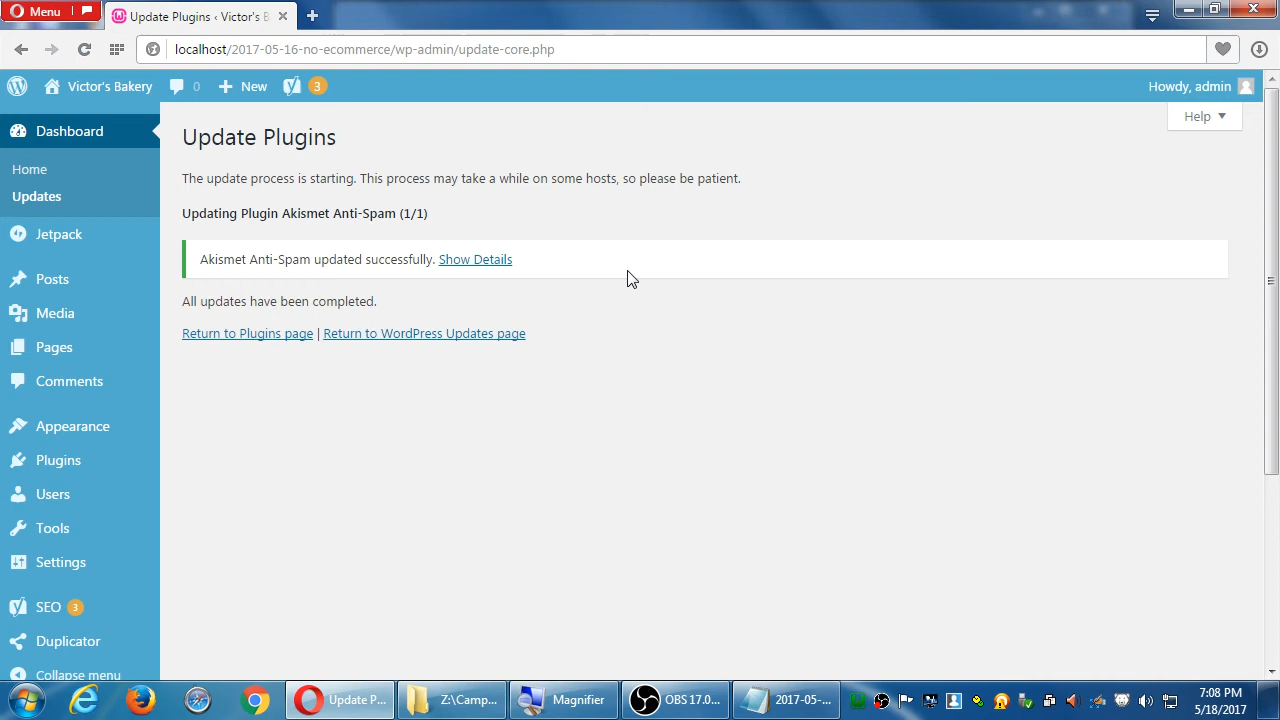 Menu
Update Plugins ‹ Victor's B
localhost/2017-05-16-no-ecommerce/wp-admin/update-core.php
Victor's Bakery 0 New 3 Howdy, admin
Help
Dashboard
Home
Updates
Jetpack
Posts
Media
Pages
Comments
Appearance
Plugins
Users
Tools
Settings
SEO 3
Duplicator
Collapse menu
Update Plugins
The update process is starting. This process may take a while on some hosts, so please be patient.
Updating Plugin Akismet Anti-Spam (1/1)
Akismet Anti-Spam updated successfully. Show Details
All updates have been completed.
Return to Plugins page | Return to WordPress Updates page
Update P...
Z:\Camp...
Magnifier
OBS 17.0...
2017-05-...
7:08 PM
5/18/2017